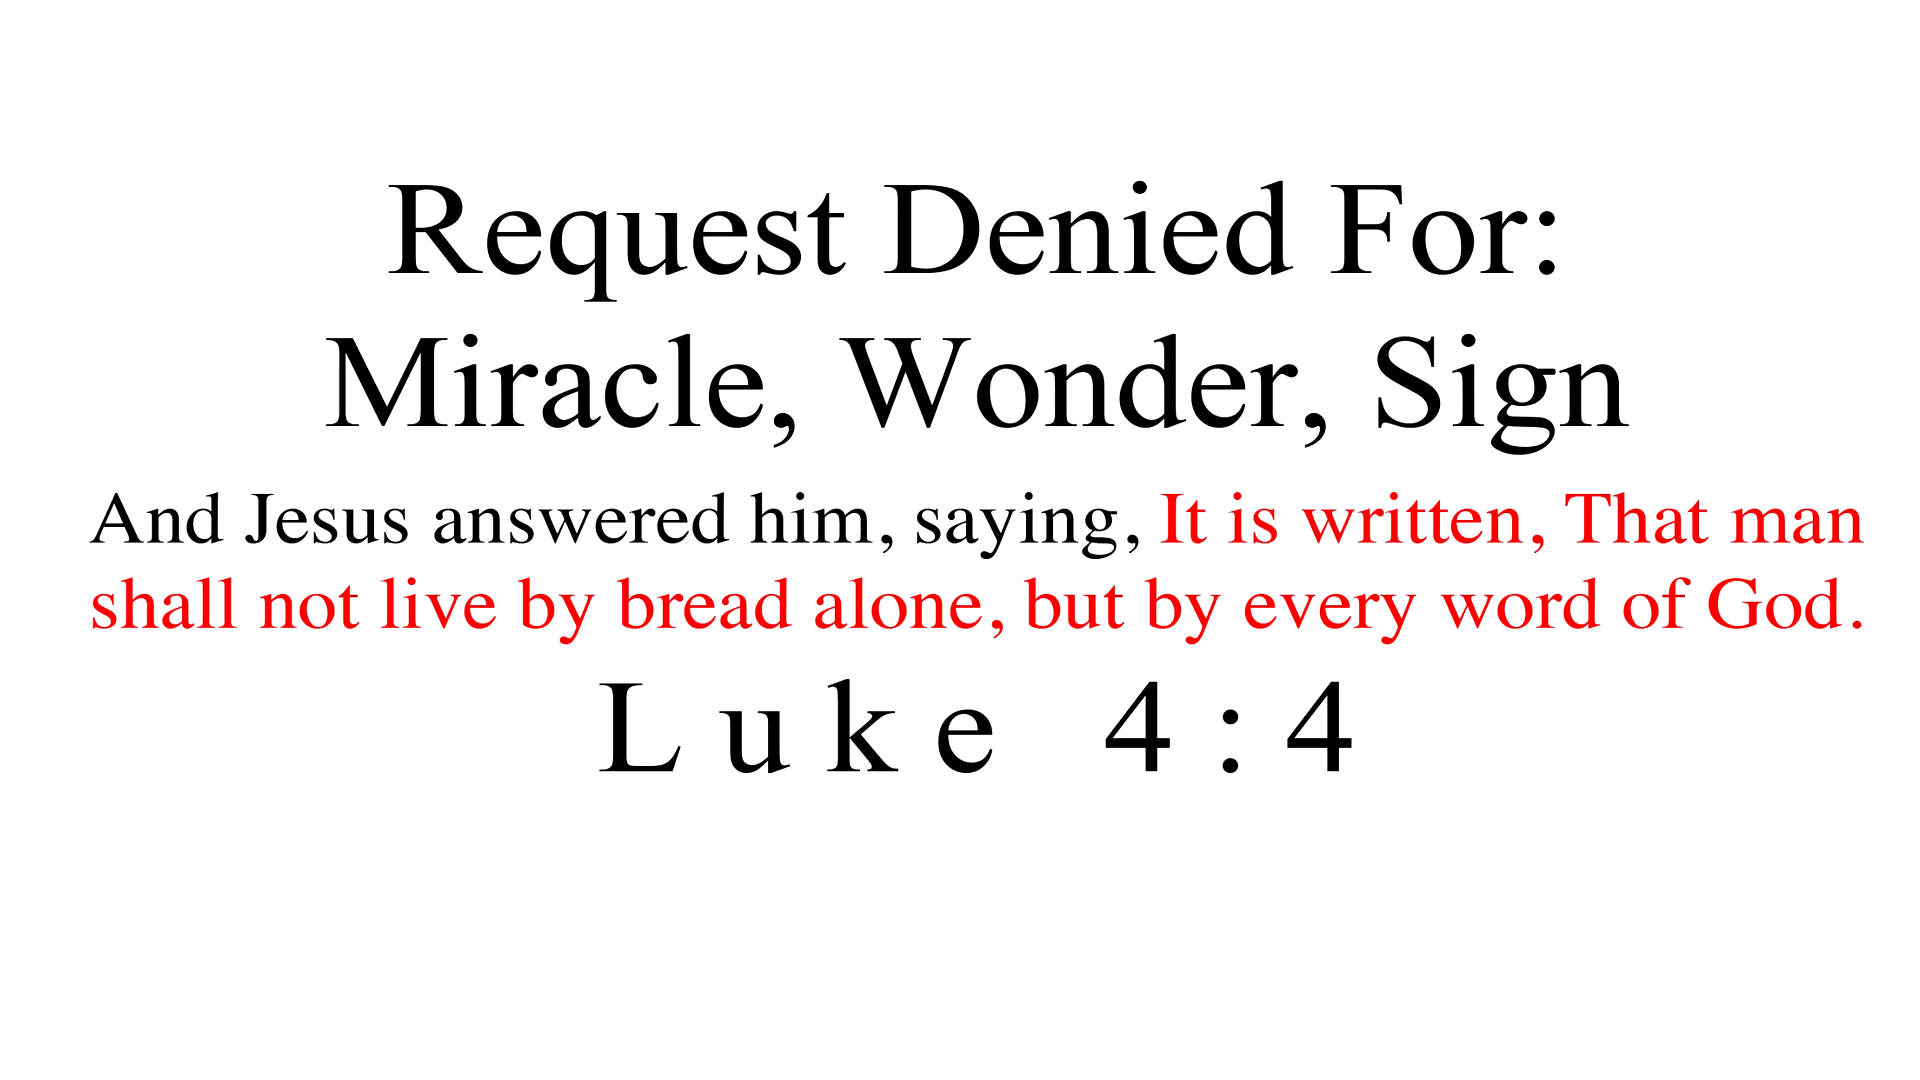 Request Denied For:
Miracle, Wonder, Sign
And Jesus answered him, saying, It is written, That man
shall not live by bread alone, but by every word of God.
Luke 4:4